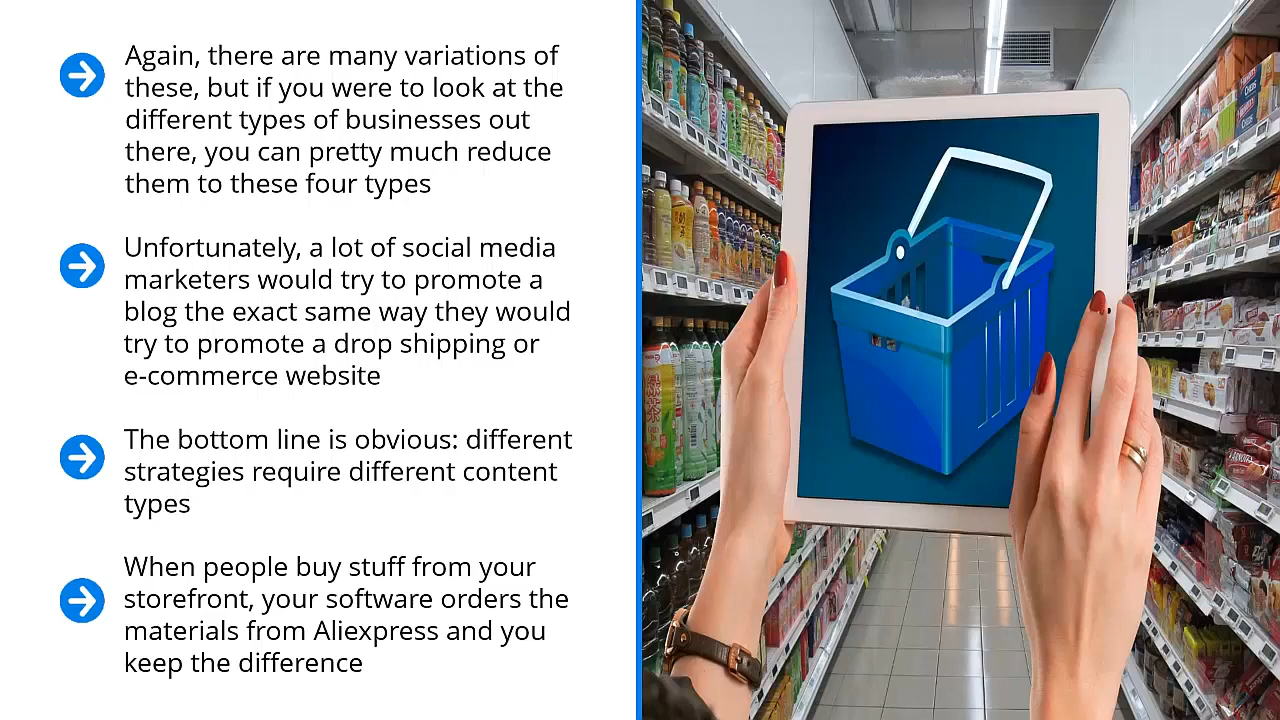 Again, there are many variations of
these, but if you were to look at the
different types of businesses out
there, you can pretty much reduce
them to these four types
Unfortunately, a lot of social media
marketers would try to promote a
blog the exact same way they would
try to promote a drop shipping or
e-commerce website
The bottom line is obvious: different
strategies require different content
types
When people buy stuff from your
storefront, your software orders the
materials from Aliexpress and you
keep the difference